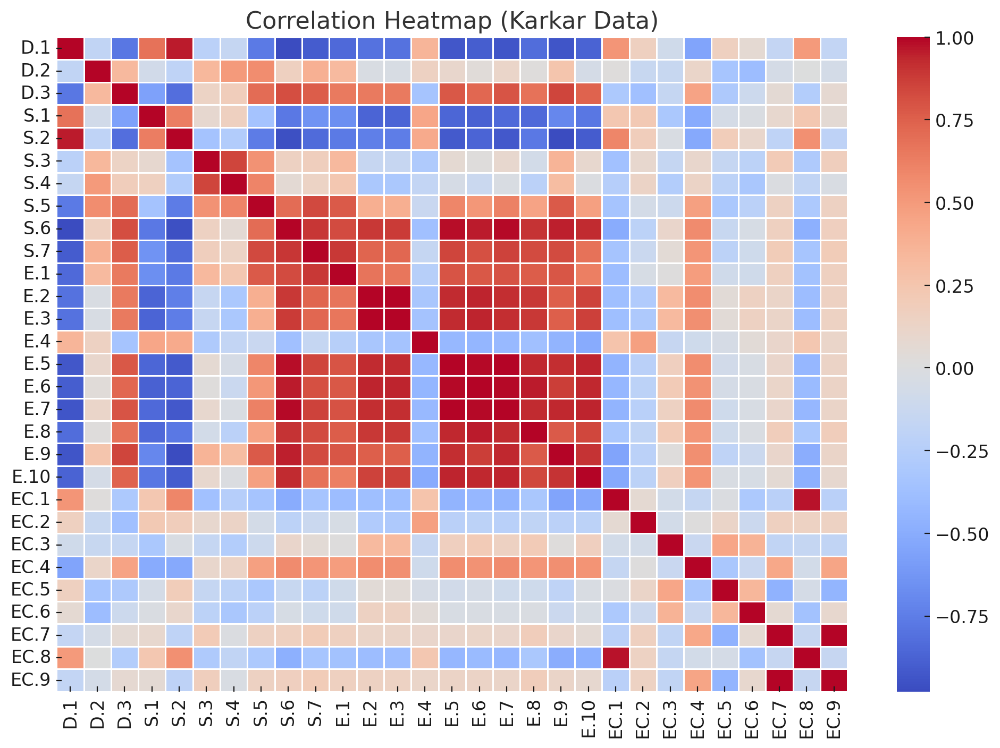 Correlation Heatmap (Karkar Data)
D.1
D.2
D.3
S.1
S.2
S.3
S.4
S.5
S.6
S.7
E.1
E.2
E.3
E.4
E.5
E.6
E.7
E.8
E.9
E.10
EC.1
EC.2
EC.3
EC.4
EC.5
EC.6
EC.7
EC.8
EC.9
D.1 D.2 D.3 S.1 S.2 S.3 S.4 S.5 S.6 S.7 E.1 E.2 E.3 E.4 E.5 E.6 E.7 E.8 E.9 E.10 EC.1 EC.2 EC.3 EC.4 EC.5 EC.6 EC.7 EC.8 EC.9
1.00
0.75
0.50
0.25
0.00
−0.25
−0.50
−0.75